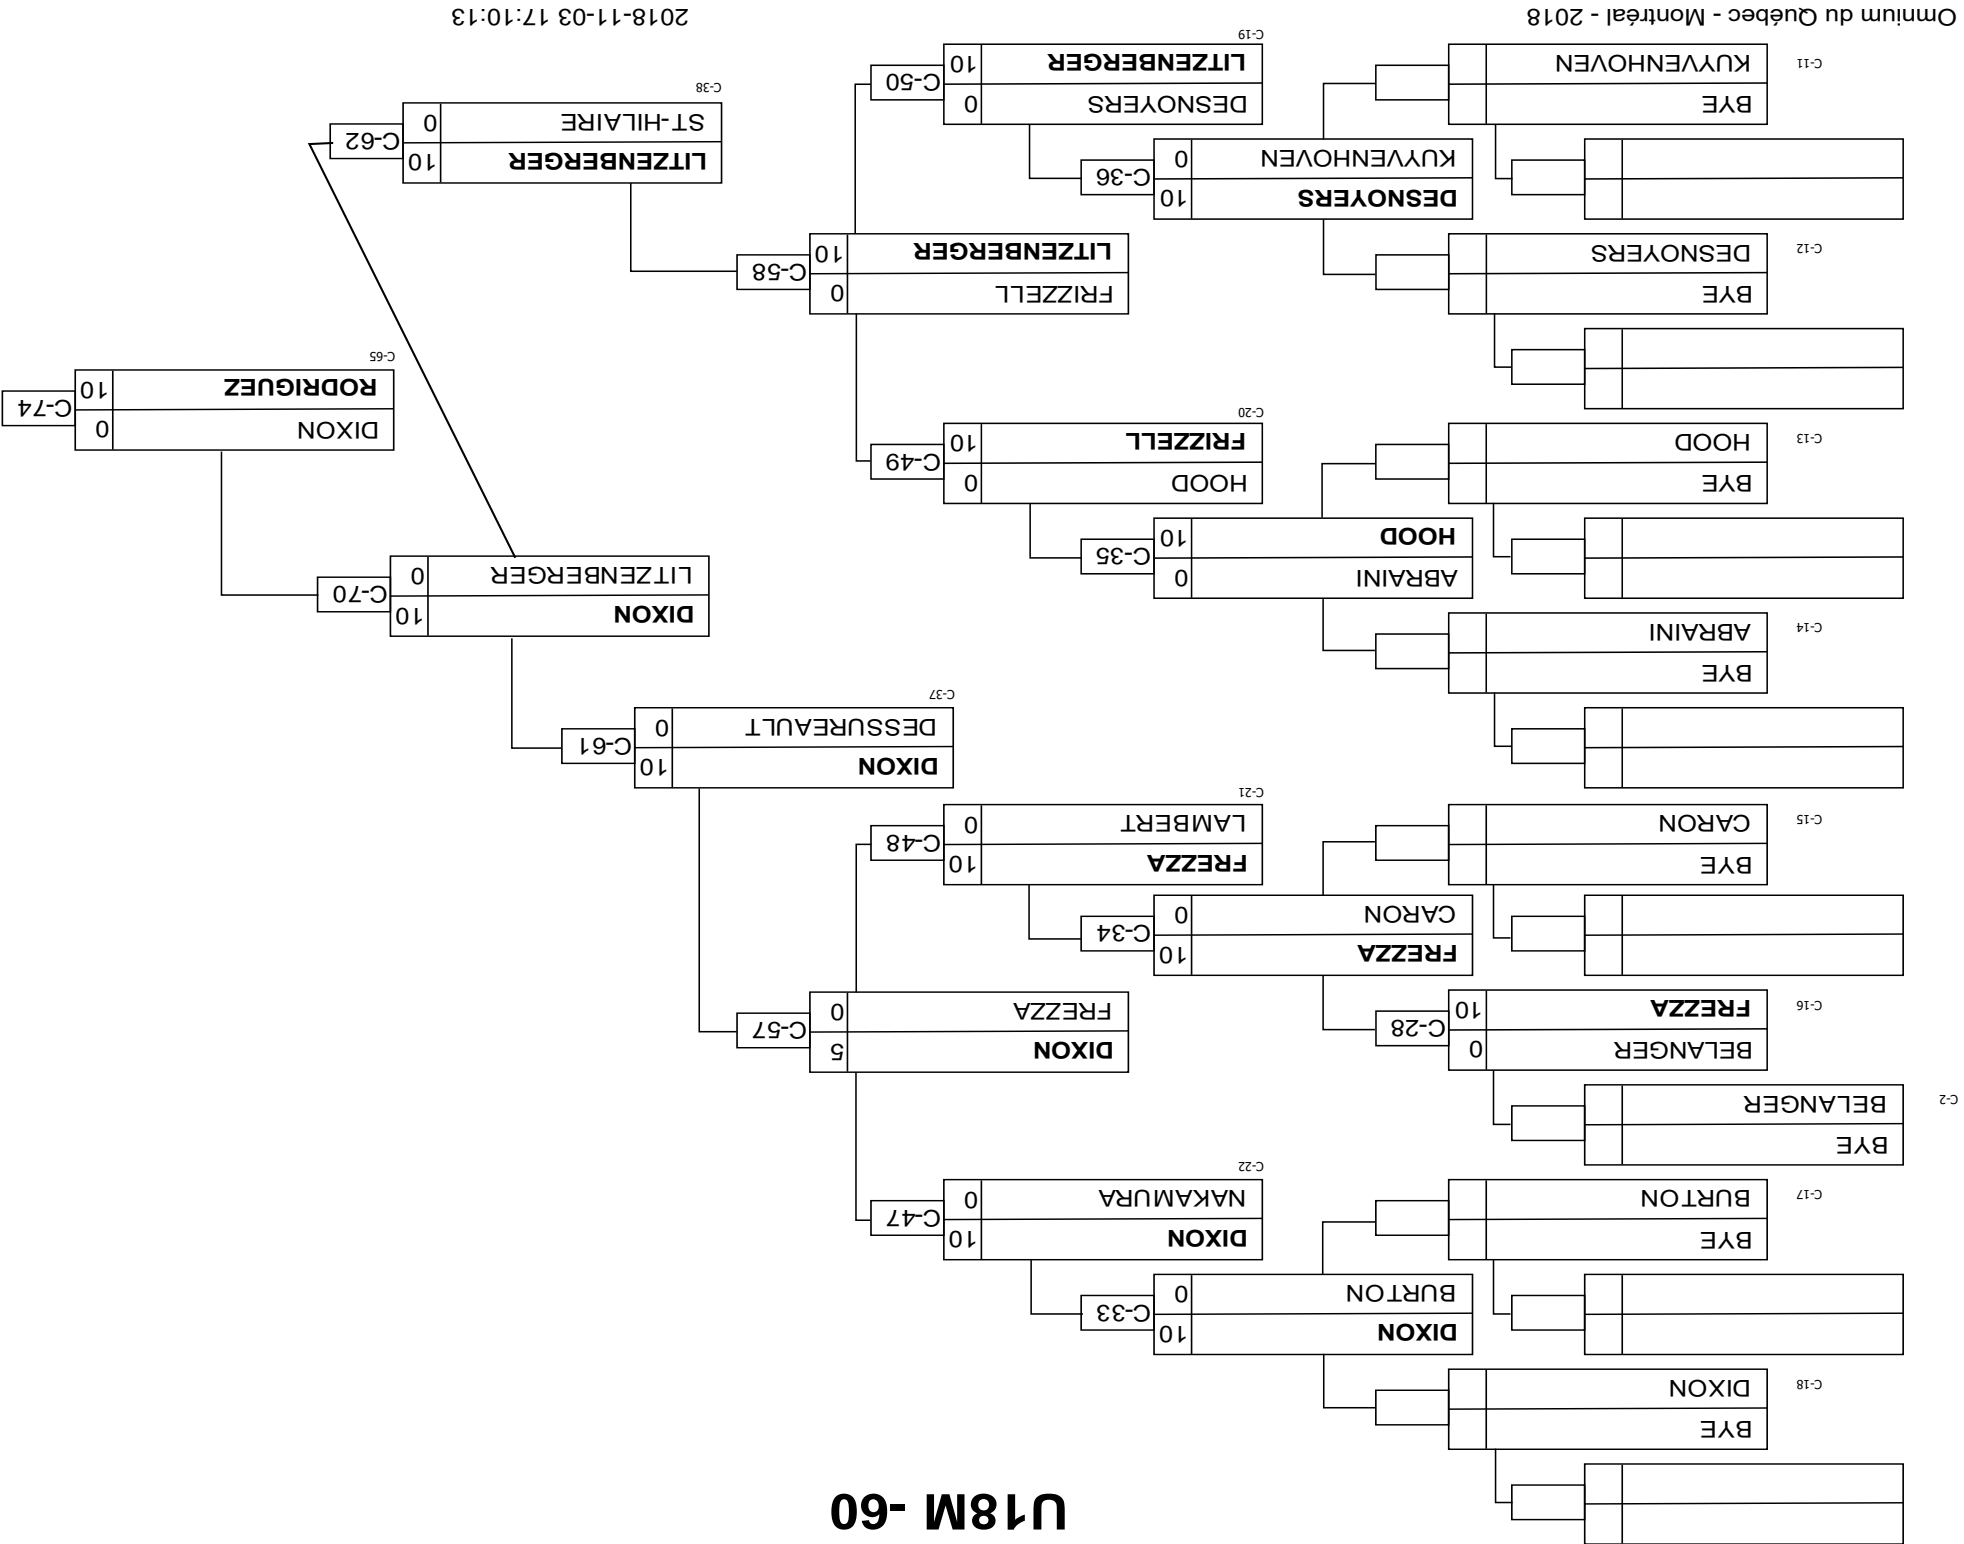 U18M -60
BYE
C-2 BELANGER
BYE
C-18 DIXON
BYE
C-17 BURTON
BELANGER 0
C-28
C-16 FREZZA 10
BYE
C-15 CARON
BYE
C-14 ABRAINI
BYE
C-13 HOOD
BYE
C-12 DESNOYERS
BYE
C-11 KUYVENHOVEN
DIXON 10
C-33
BURTON 0
FREZZA 10
C-34
CARON 0
ABRAINI 0
C-35
HOOD 10
DESNOYERS 10
C-36
KUYVENHOVEN 0
DIXON 10
C-47
NAKAMURA 0
C-22
FREZZA 10
C-48
LAMBERT 0
C-21
HOOD 0
C-49
FRIZZELL 10
C-20
DESNOYERS 0
C-50
LITZENBERGER 10
C-19
DIXON 5
C-57
FREZZA 0
FRIZZELL 0
C-58
LITZENBERGER 10
DIXON 10
C-61
DESSUREAULT 0
C-37
LITZENBERGER 10
C-62
ST-HILAIRE 0
C-38
DIXON 10
C-70
LITZENBERGER 0
DIXON 0
C-74
RODRIGUEZ 10
C-65
Omnium du Québec - Montréal - 2018
2018-11-03 17:10:13